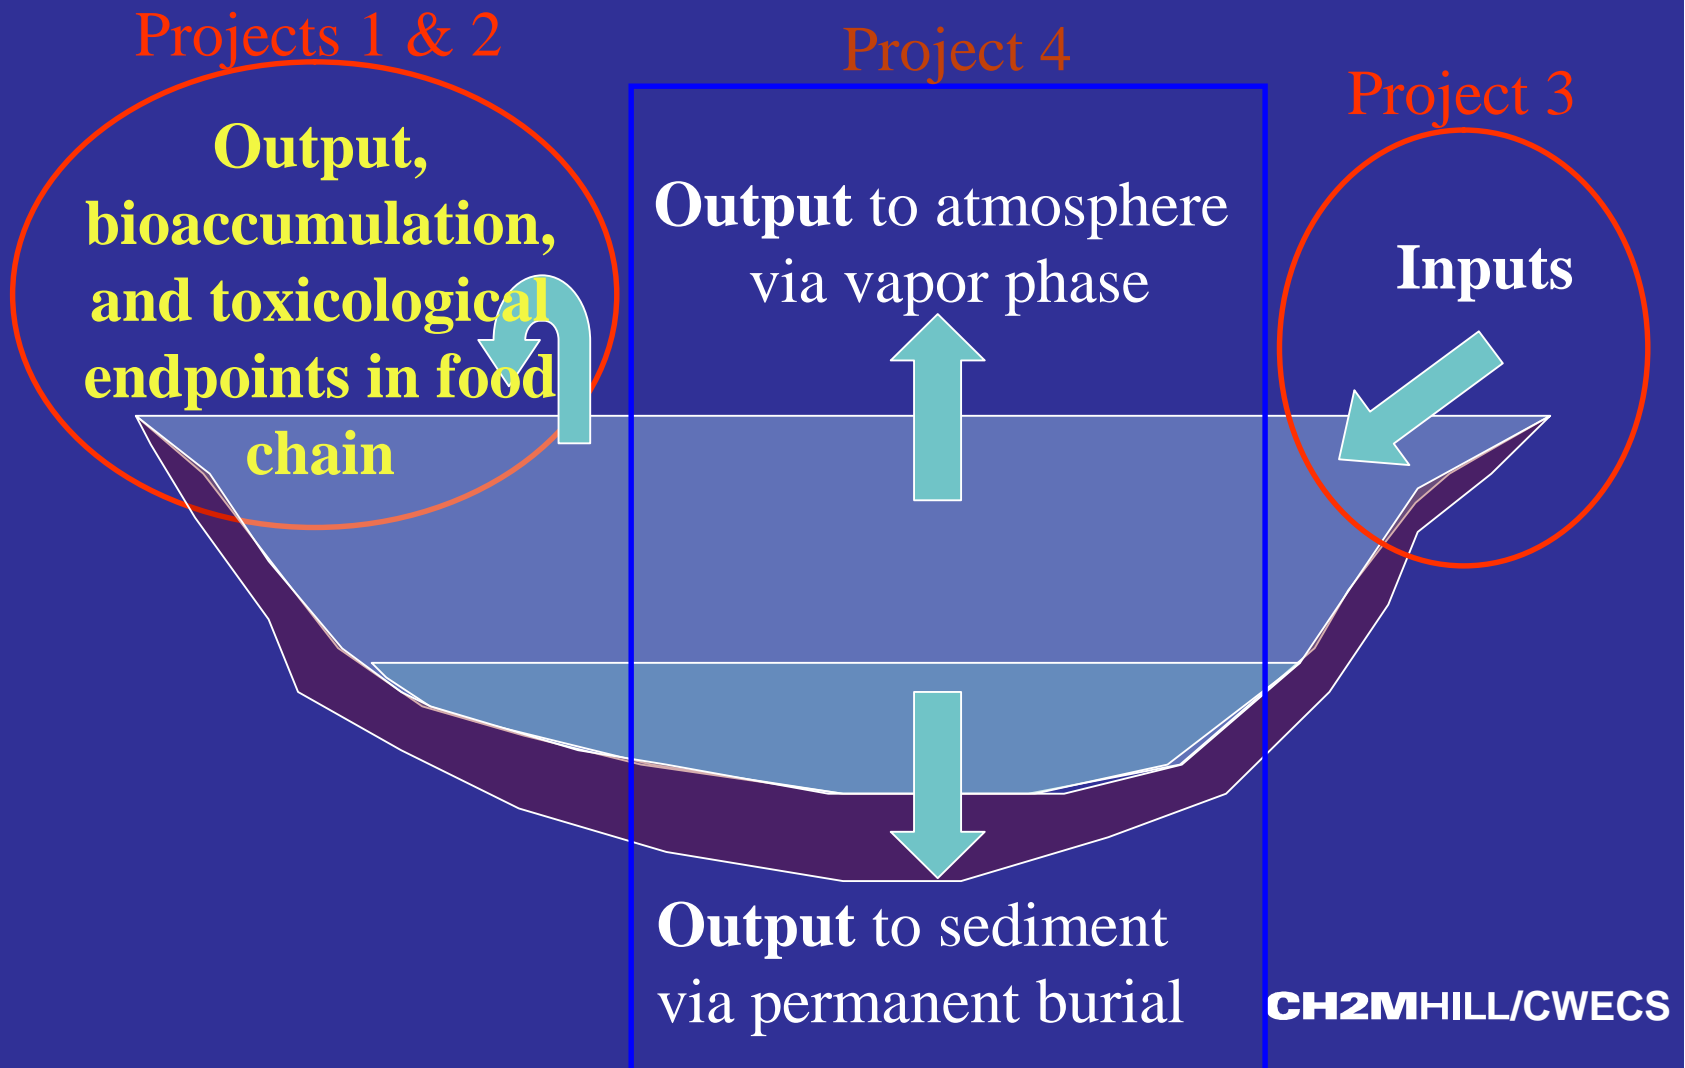 Projects 1 & 2
Output,
bioaccumulation,
and toxicological
endpoints in food
chain
Project 4
Output to atmosphere
via vapor phase
Output to sediment
via permanent burial
Project 3
Inputs
CH2MHILL/CWECS